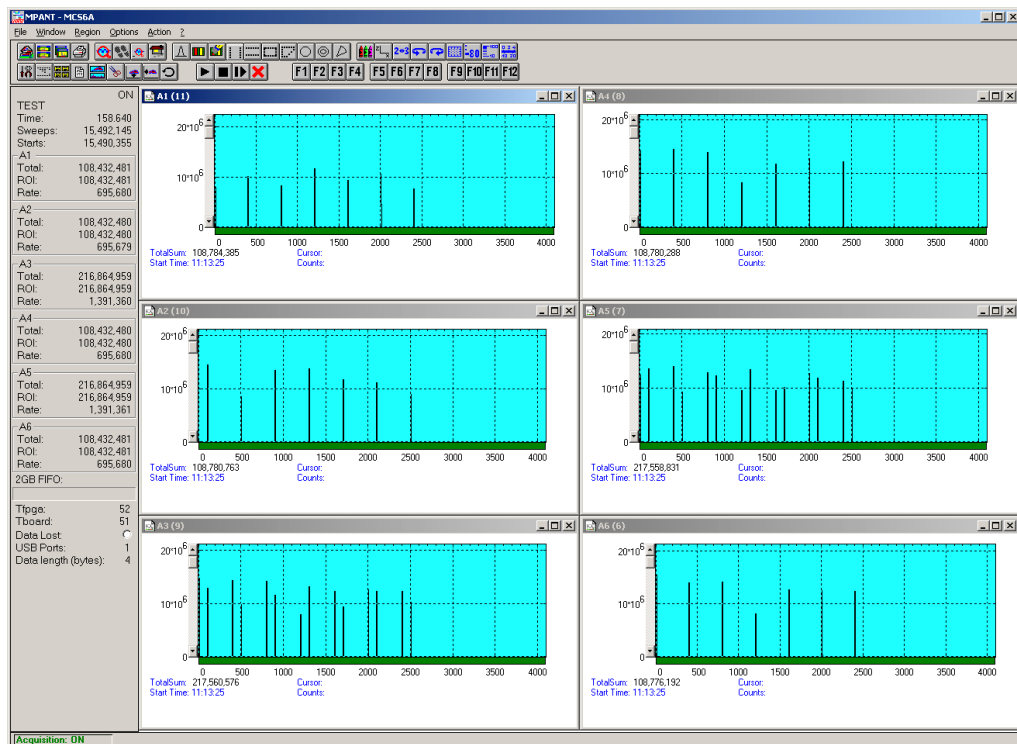 MPANT - MCS6A
File Window Region Options Action ?
F1 F2 F3 F4 F5 F6 F7 F8 F9 F10 F11 F12
ON
TEST
Time: 158.640
Sweeps: 15,492,145
Starts: 15,490,355
A1
Total: 108,432,481
ROI: 108,432,481
Rate: 695,680
A2
Total: 108,432,480
ROI: 108,432,480
Rate: 695,679
A3
Total: 216,864,959
ROI: 216,864,959
Rate: 1,391,360
A4
Total: 108,432,480
ROI: 108,432,480
Rate: 695,680
A5
Total: 216,864,959
ROI: 216,864,959
Rate: 1,391,361
A6
Total: 108,432,481
ROI: 108,432,481
Rate: 695,680
2GB FIFO:
Tfpga: 52
Tboard: 51
Data Lost:
USB Ports: 1
Data length (bytes): 4
A1 (11)
20*10^6
10*10^6
0
0 500 1000 1500 2000 2500 3000 3500 4000
TotalSum: 108,784,385 Cursor:
Start Time: 11:13:25 Counts:
A4 (8)
20*10^6
10*10^6
0
0 500 1000 1500 2000 2500 3000 3500 4000
TotalSum: 108,780,288 Cursor:
Start Time: 11:13:25 Counts:
A2 (10)
20*10^6
10*10^6
0
0 500 1000 1500 2000 2500 3000 3500 4000
TotalSum: 108,780,763 Cursor:
Start Time: 11:13:25 Counts:
A5 (7)
20*10^6
10*10^6
0
0 500 1000 1500 2000 2500 3000 3500 4000
TotalSum: 217,558,831 Cursor:
Start Time: 11:13:25 Counts:
A3 (9)
20*10^6
10*10^6
0
0 500 1000 1500 2000 2500 3000 3500 4000
TotalSum: 217,560,576 Cursor:
Start Time: 11:13:25 Counts:
A6 (6)
20*10^6
10*10^6
0
0 500 1000 1500 2000 2500 3000 3500 4000
TotalSum: 108,776,192 Cursor:
Start Time: 11:13:25 Counts:
Acquisition: ON